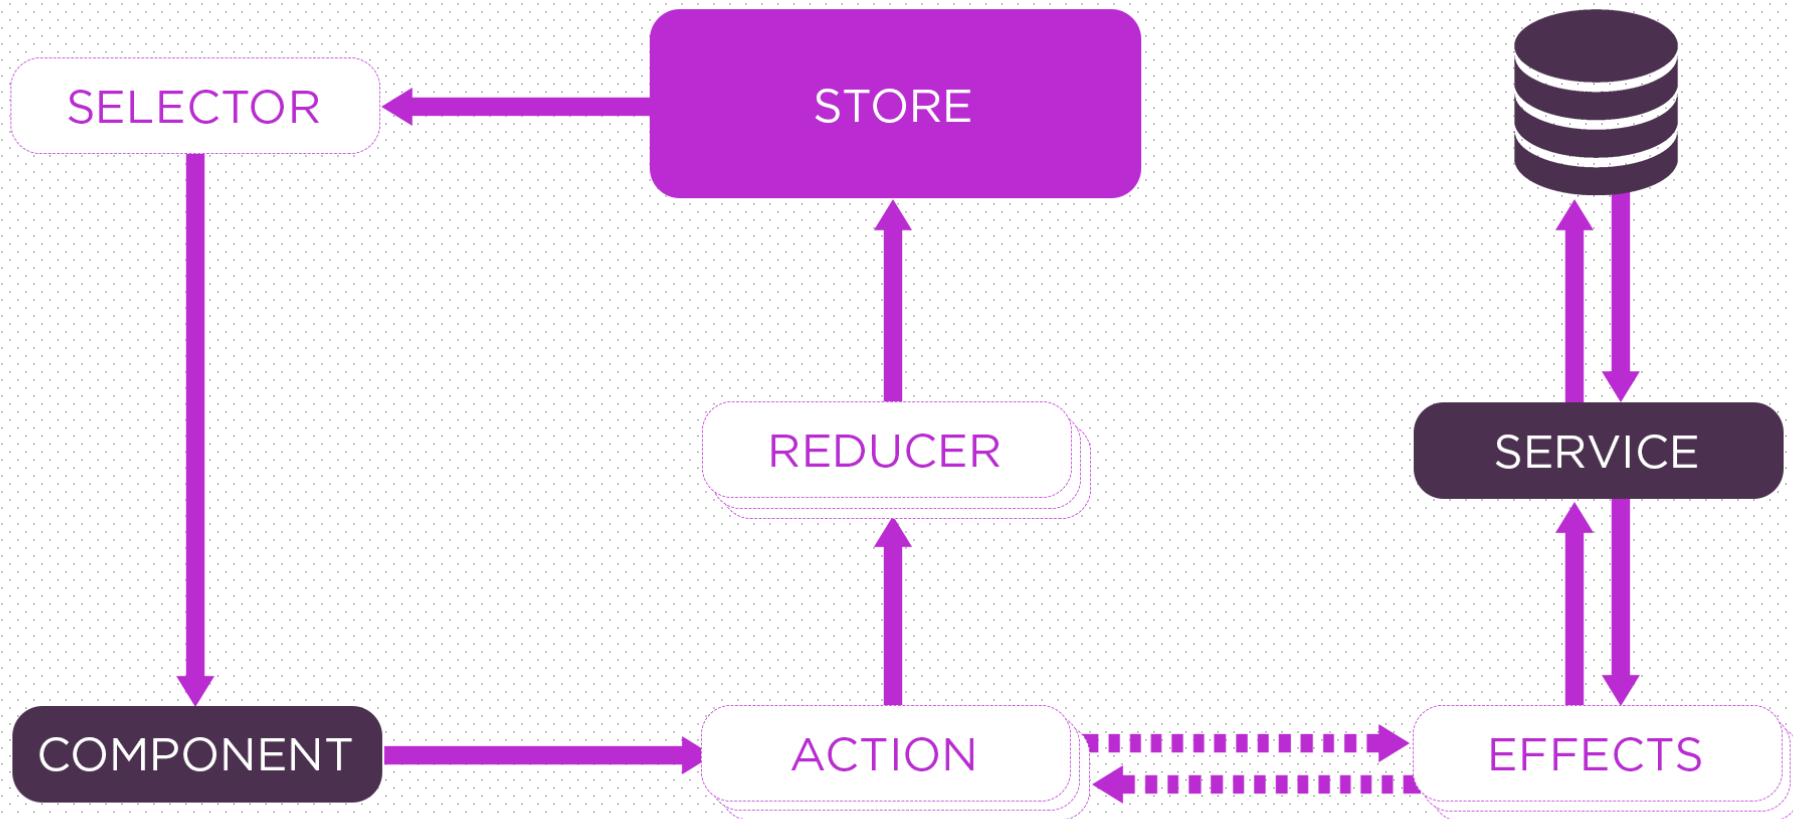 SELECTOR
STORE
REDUCER
SERVICE
COMPONENT
ACTION
EFFECTS